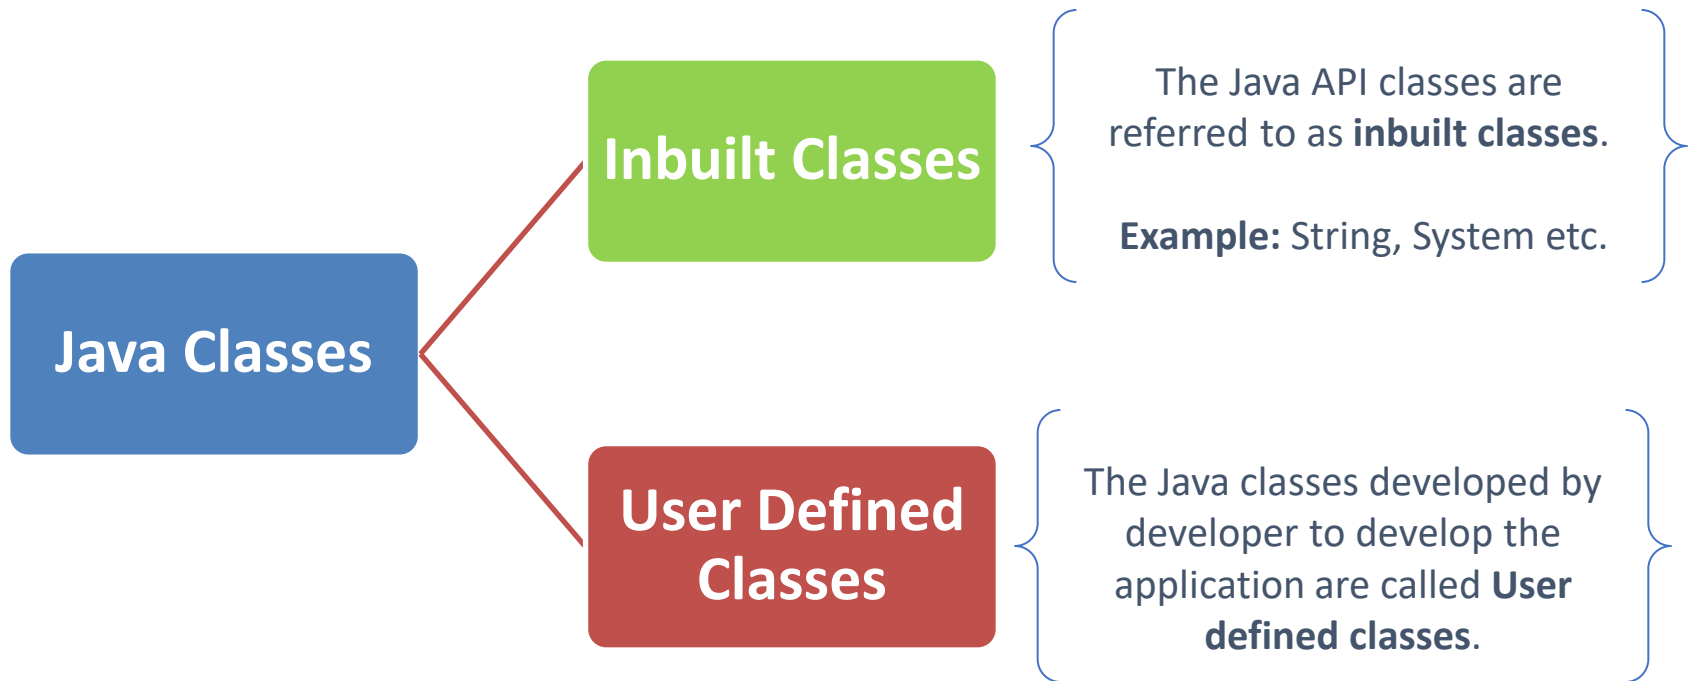 Java Classes
Inbuilt Classes
The Java API classes are
referred to as inbuilt classes.
Example: String, System etc.
User Defined
Classes
The Java classes developed by
developer to develop the
application are called User
defined classes.